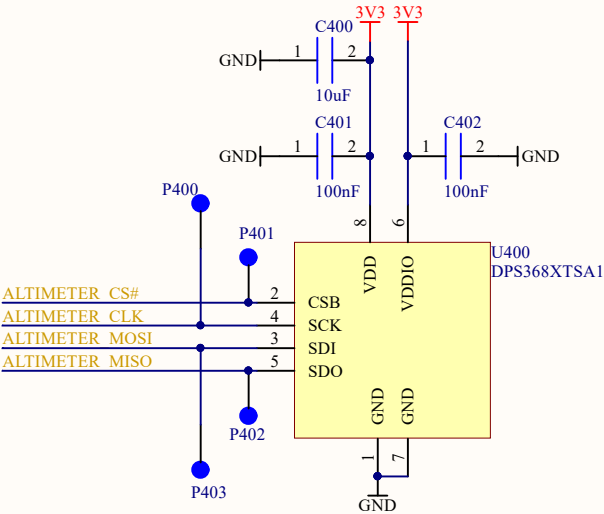 3V3 3V3
C400
GND 1 2
10uF
C401 C402
GND 1 2 1 2 GND
100nF 100nF
P400
8 6
P401
U400
DPS368XTSA1
VDD VDDIO
ALTIMETER CS# 2 CSB
ALTIMETER CLK 4 SCK
ALTIMETER MOSI 3 SDI
ALTIMETER MISO 5 SDO
GND GND
P402
1 7
P403
GND